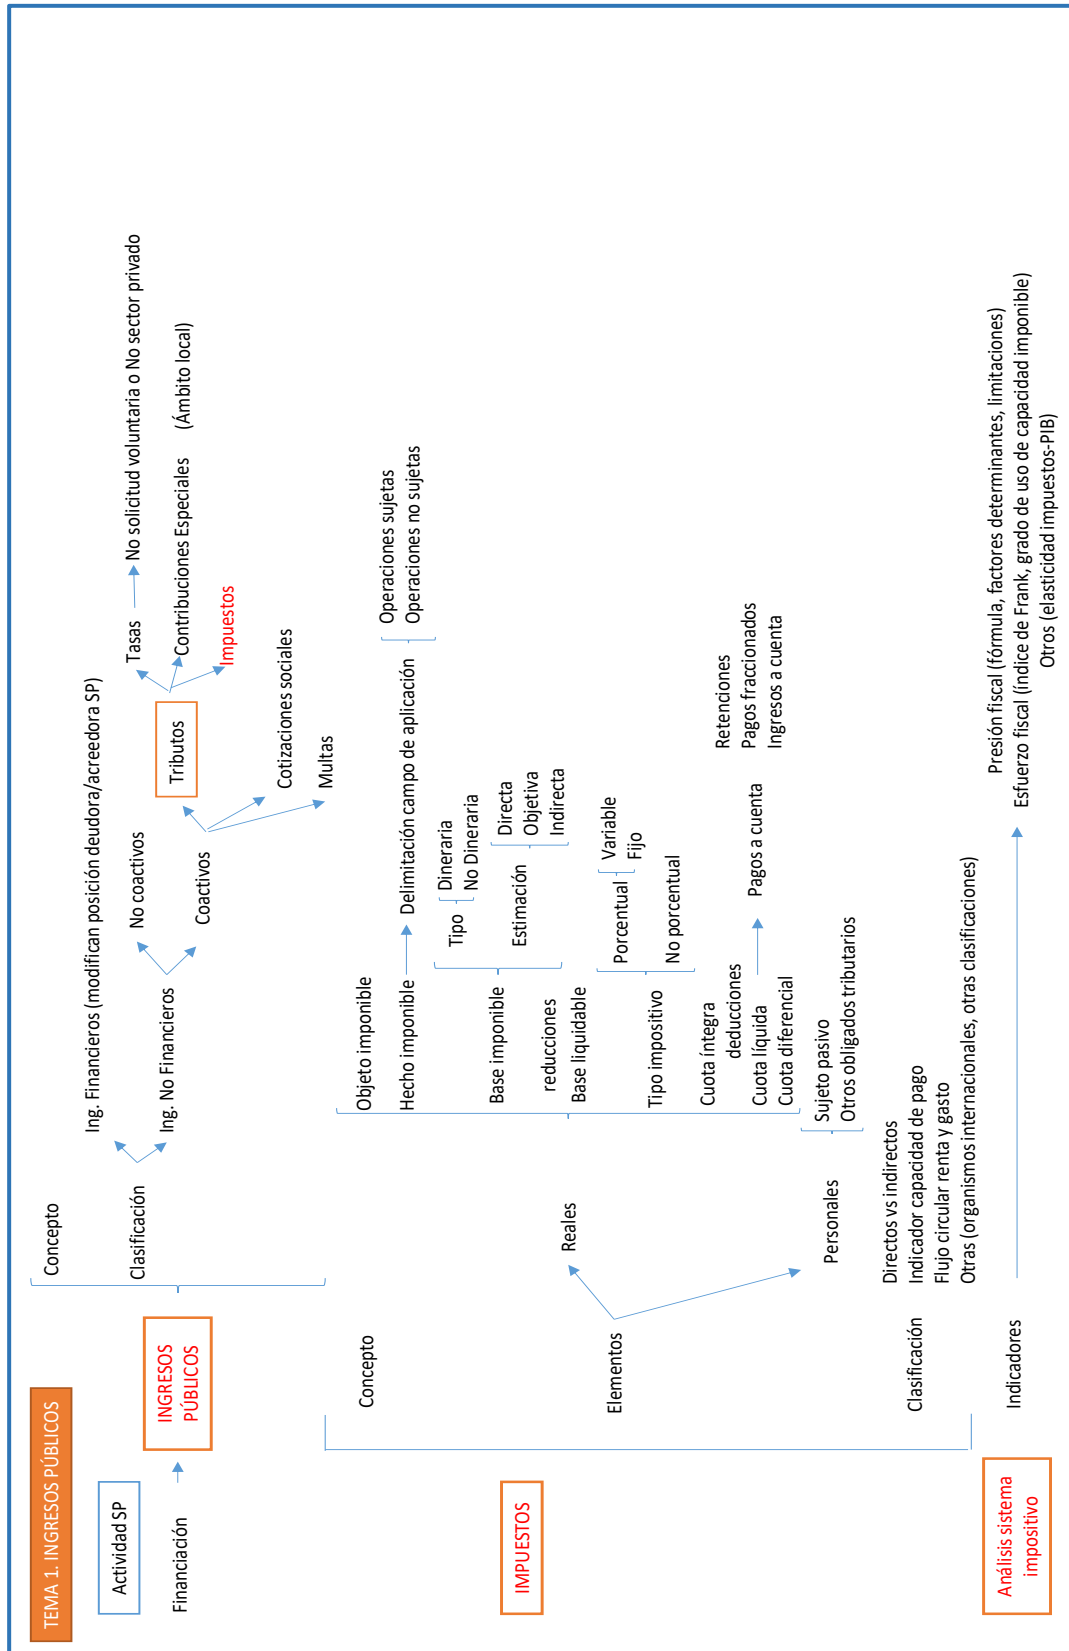 TEMA 1. INGRESOS PÚBLICOS
Actividad SP
Financiación
INGRESOS
PÚBLICOS
Concepto
Clasificación
Ing. Financieros (modifican posición deudora/acreedora SP)
Ing. No Financieros
No coactivos
Coactivos
Tributos
Cotizaciones sociales
Multas
Tasas
No solicitud voluntaria o No sector privado
Contribuciones Especiales (Ámbito local)
Impuestos
IMPUESTOS
Concepto
Elementos
Reales
Objeto imponible
Hecho imponible
Delimitación campo de aplicación
Operaciones sujetas
Operaciones no sujetas
Base imponible
Tipo
Dineraria
No Dineraria
Estimación
Directa
Objetiva
Indirecta
reducciones
Base liquidable
Tipo impositivo
Porcentual
Variable
Fijo
No porcentual
Cuota íntegra
deducciones
Cuota líquida
Cuota diferencial
Pagos a cuenta
Retenciones
Pagos fraccionados
Ingresos a cuenta
Personales
Sujeto pasivo
Otros obligados tributarios
Clasificación
Directos vs indirectos
Indicador capacidad de pago
Flujo circular renta y gasto
Otras (organismos internacionales, otras clasificaciones)
Análisis sistema
impositivo
Indicadores
Presión fiscal (fórmula, factores determinantes, limitaciones)
Esfuerzo fiscal (índice de Frank, grado de uso de capacidad imponible)
Otros (elasticidad impuestos-PIB)